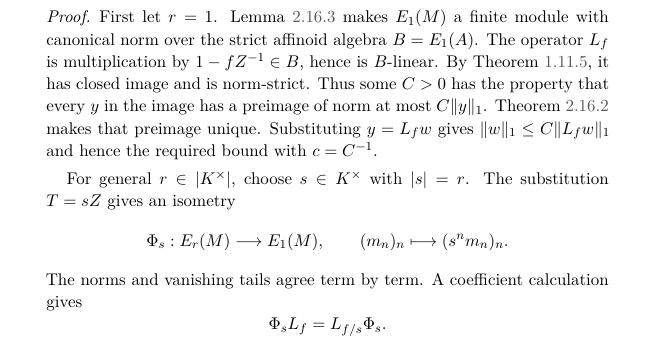 Proof. First let r = 1. Lemma 2.16.3 makes E₁(M) a finite module with
canonical norm over the strict affinoid algebra B = E₁(A). The operator L_f
is multiplication by 1 − fZ⁻¹ ∈ B, hence is B-linear. By Theorem 1.11.5, it
has closed image and is norm-strict. Thus some C > 0 has the property that
every y in the image has a preimage of norm at most C‖y‖₁. Theorem 2.16.2
makes that preimage unique. Substituting y = L_f w gives ‖w‖₁ ≤ C‖L_f w‖₁
and hence the required bound with c = C⁻¹.
For general r ∈ |K^×|, choose s ∈ K^× with |s| = r. The substitution
T = sZ gives an isometry
Φ_s : E_r(M) ⟶ E₁(M), (m_n)_n ⟼ (sⁿm_n)_n.
The norms and vanishing tails agree term by term. A coefficient calculation
gives
Φ_s L_f = L_{f/s} Φ_s.